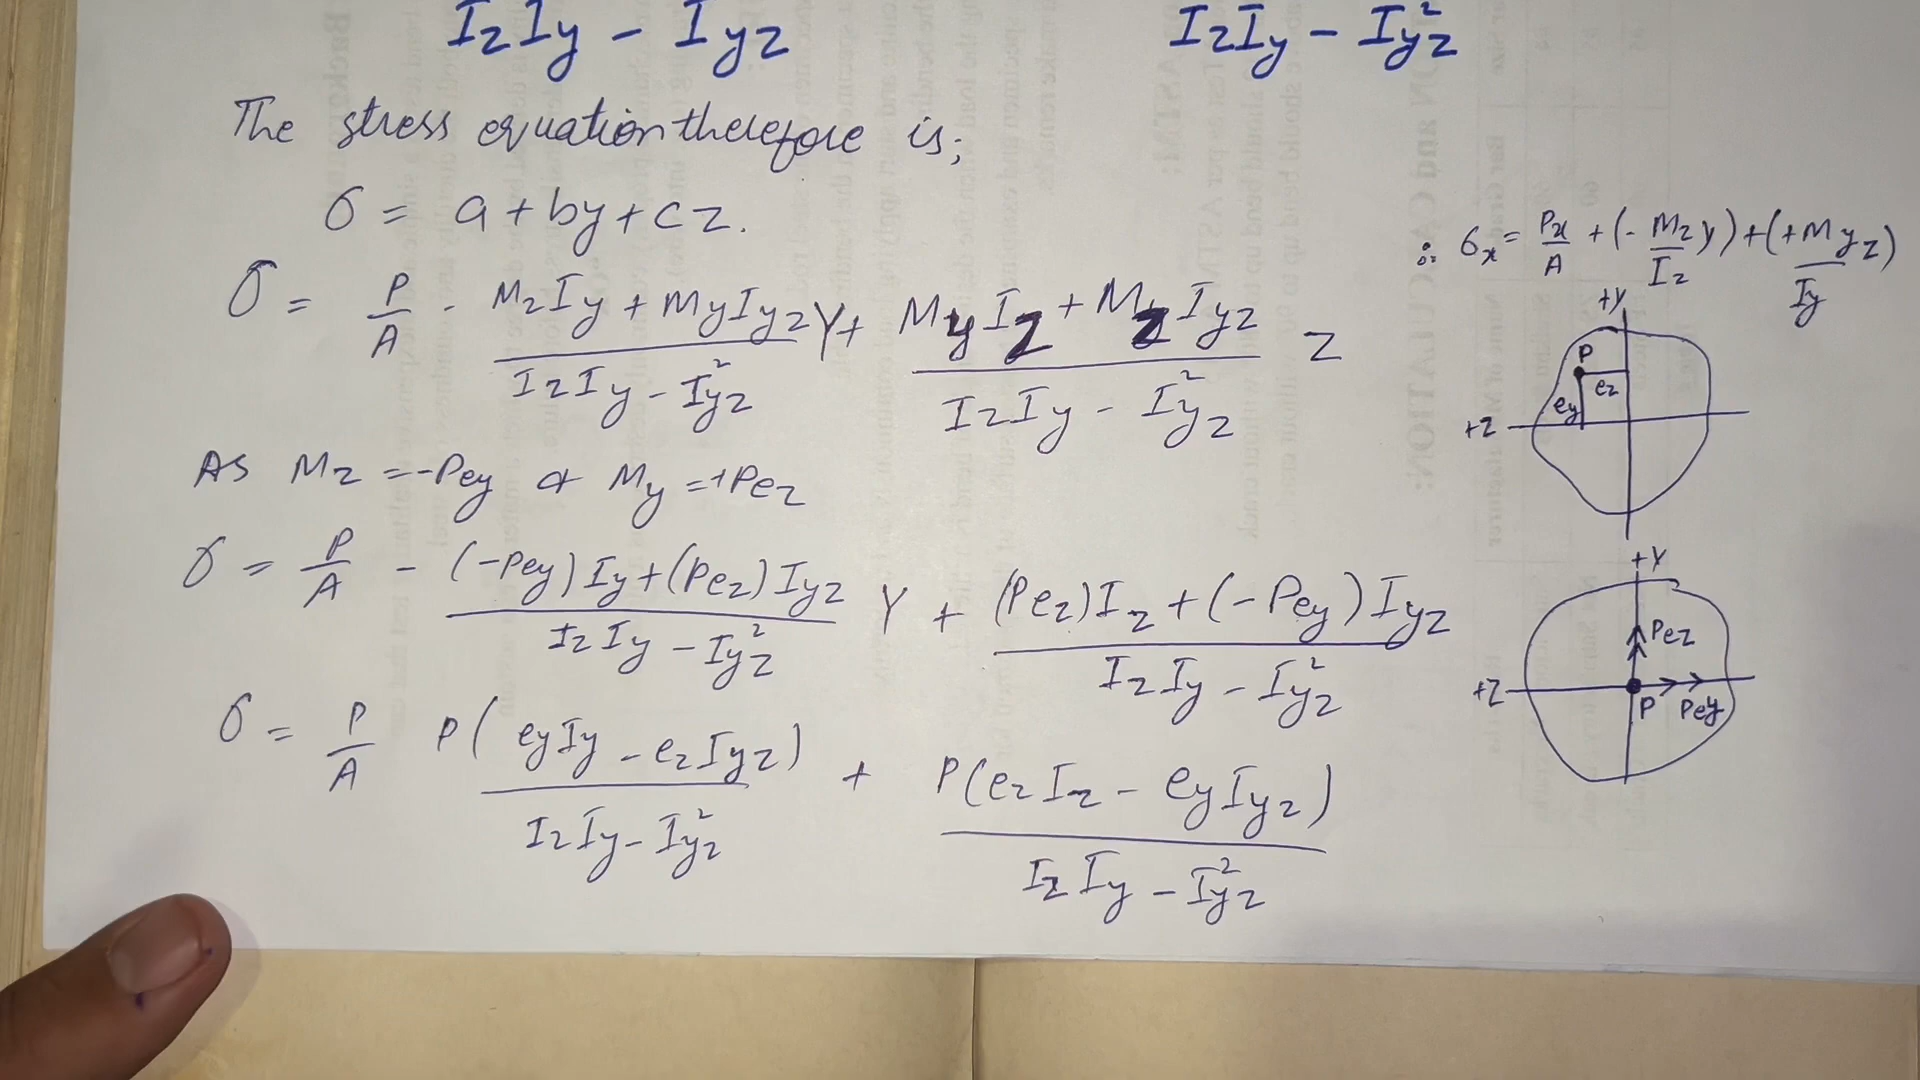 IzIy - Iyz IzIy - Iyz²
The stress equation therefore is;
σ = a + by + cz.
σ = P/A - (MzIy + MyIyz)/(IzIy - Iyz²) Y + (MyIz + MzIyz)/(IzIy - Iyz²) z
As Mz = -Pey & My = +Pez
σ = P/A - ((-Pey)Iy + (Pez)Iyz)/(IzIy - Iyz²) Y + ((Pez)Iz + (-Pey)Iyz)/(IzIy - Iyz²)
σ = P/A P(eyIy - ezIyz)/(IzIy - Iyz²) + P(ezIz - eyIyz)/(IzIy - Iyz²)
∴ σx = Px/A + (- Mz y/Iz) + (+My z/Iy)
+Y
P
ez
ey
+Z
+Y
Pez
+Z
P Pey